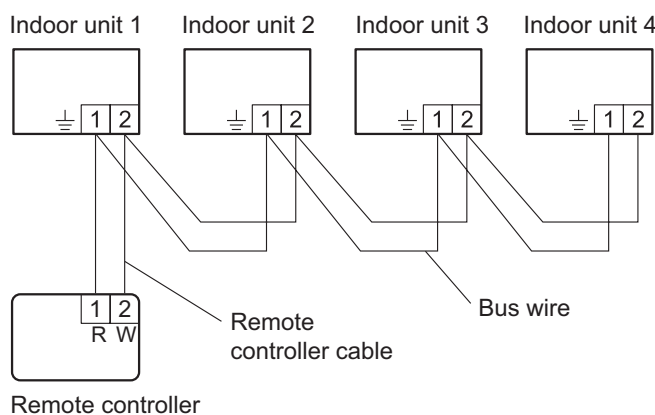 Indoor unit 1 Indoor unit 2 Indoor unit 3 Indoor unit 4
1 2 1 2 1 2 1 2
1 2
R W
Remote
controller cable
Bus wire
Remote controller